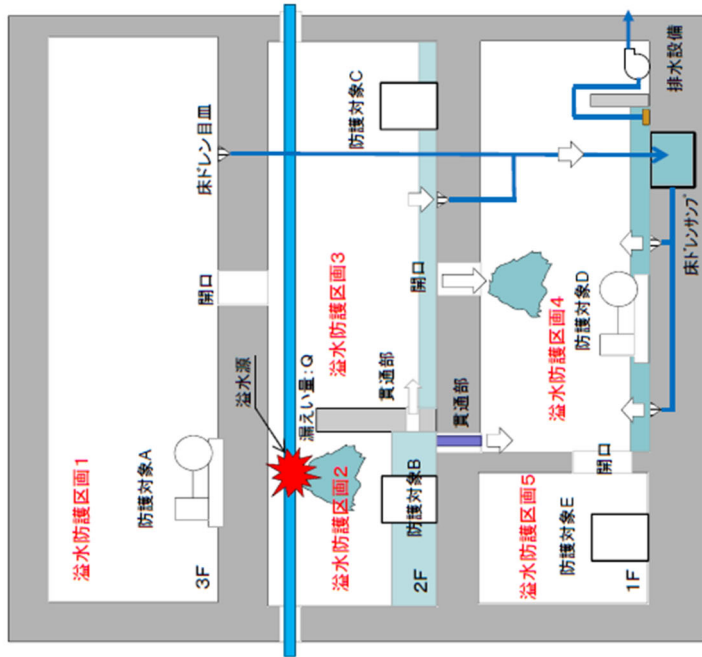 溢水防護区画1
防護対象A
3F
開口
床ドレン目皿
溢水源
漏えい量:Q
溢水防護区画2
防護対象B
2F
貫通部
溢水防護区画3
開口
防護対象C
貫通部
溢水防護区画5
防護対象E
1F
開口
溢水防護区画4
防護対象D
床ドレンサンプ
排水設備